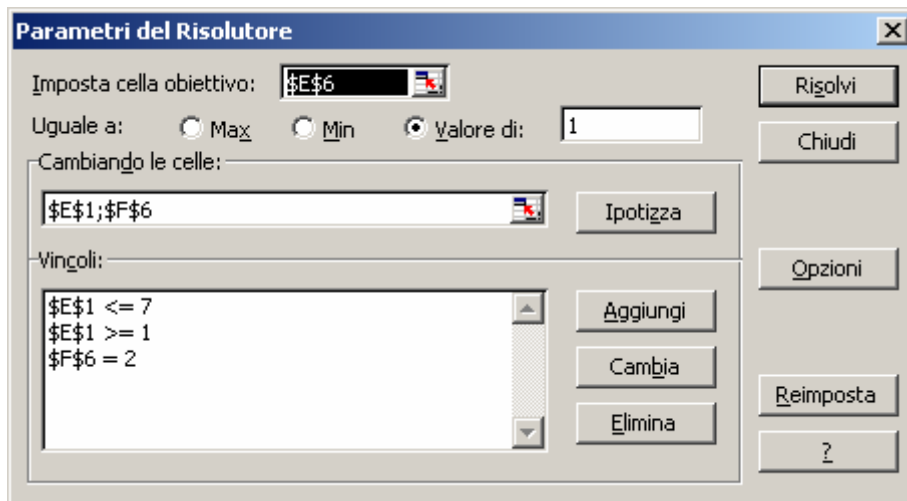 Parametri del Risolutore
Imposta cella obiettivo: $E$6
Risolvi
Uguale a: Max Min Valore di: 1
Chiudi
Cambiando le celle:
$E$1;$F$6
Ipotizza
Vincoli:
Opzioni
$E$1 <= 7
$E$1 >= 1
$F$6 = 2
Aggiungi
Cambia
Reimposta
Elimina
?